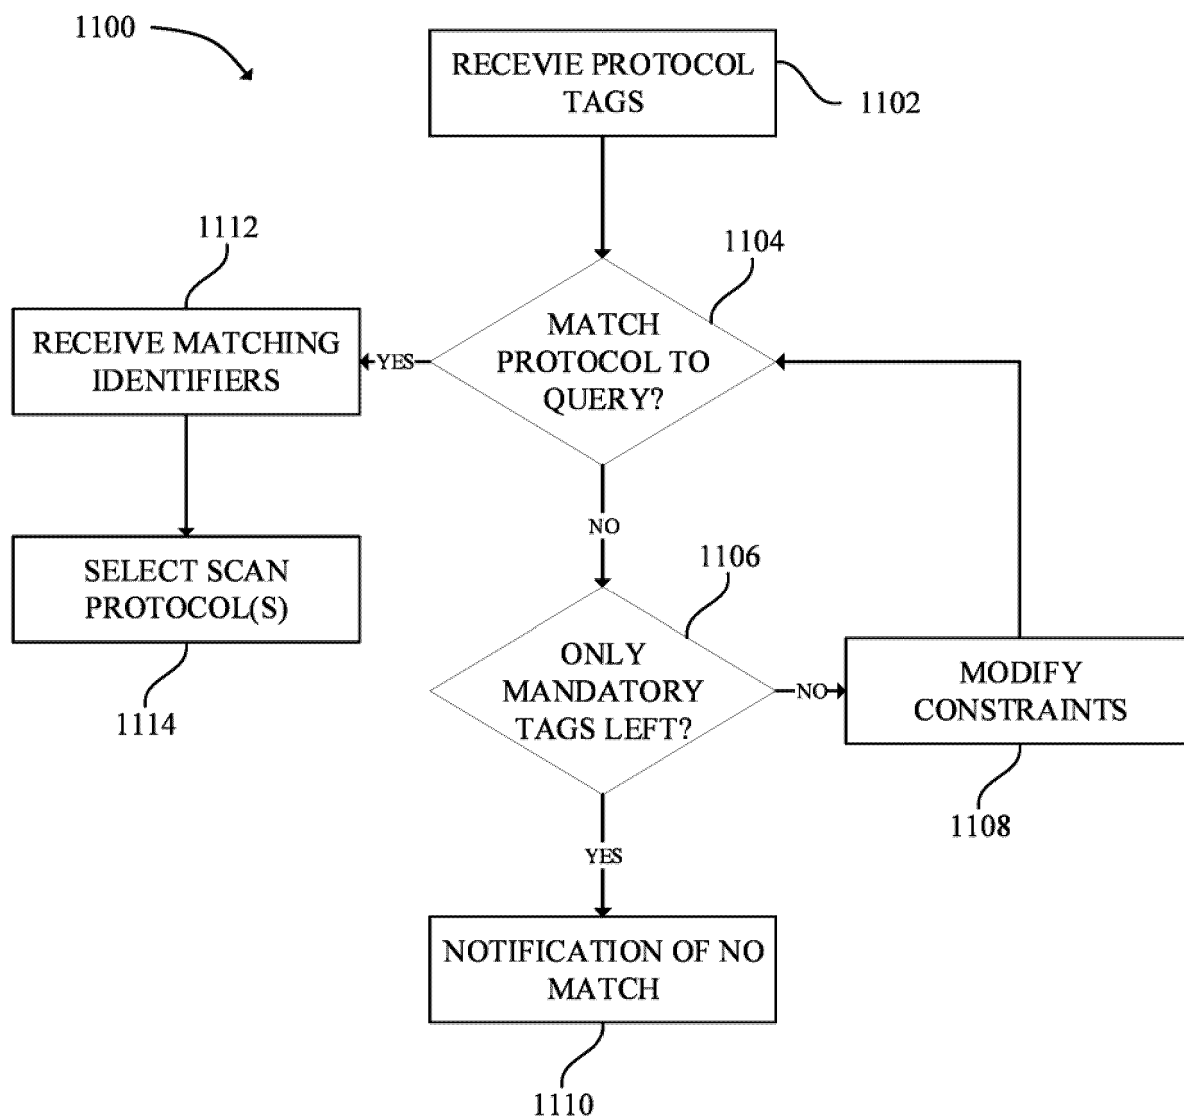 1100
RECEVIE PROTOCOL
TAGS
1102
1112
1104
RECEIVE MATCHING
IDENTIFIERS
YES
MATCH
PROTOCOL TO
QUERY?
NO
SELECT SCAN
PROTOCOL(S)
1106
1114
ONLY
MANDATORY
TAGS LEFT?
NO
MODIFY
CONSTRAINTS
1108
YES
NOTIFICATION OF NO
MATCH
1110